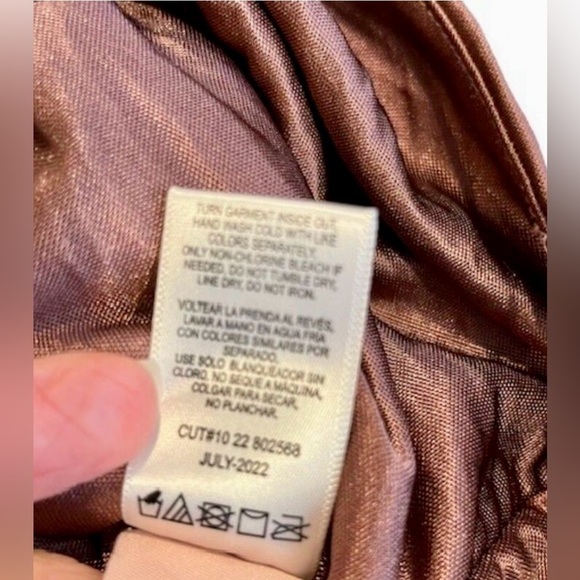 TURN GARMENT INSIDE OUT,
HAND WASH COLD WITH LIKE
COLORS SEPARATELY.
ONLY NON-CHLORINE BLEACH IF
NEEDED, DO NOT TUMBLE DRY,
LINE DRY, DO NOT IRON.
VOLTEAR LA PRENDA AL REVÉS,
LAVAR A MANO EN AGUA FRIA
CON COLORES SIMILARES POR
SEPARADO.
USE SOLO BLANQUEADOR SIN
CLORO, NO SEQUE A MÁQUINA,
COLGAR PARA SECAR,
NO PLANCHAR.
CUT#10 22 802568
JULY-2022